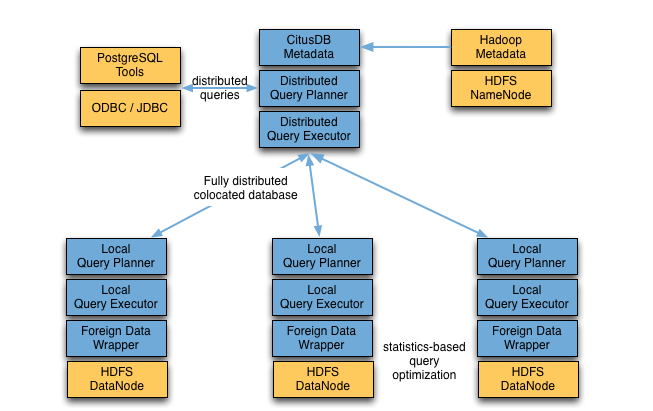 CitusDB
Metadata
Hadoop
Metadata
PostgreSQL
Tools
distributed
queries
Distributed
Query Planner
HDFS
NameNode
ODBC / JDBC
Distributed
Query Executor
Fully distributed
colocated database
Local
Query Planner
Local
Query Planner
Local
Query Planner
Local
Query Executor
Local
Query Executor
Local
Query Executor
Foreign Data
Wrapper
Foreign Data
Wrapper
Foreign Data
Wrapper
statistics-based
query
optimization
HDFS
DataNode
HDFS
DataNode
HDFS
DataNode